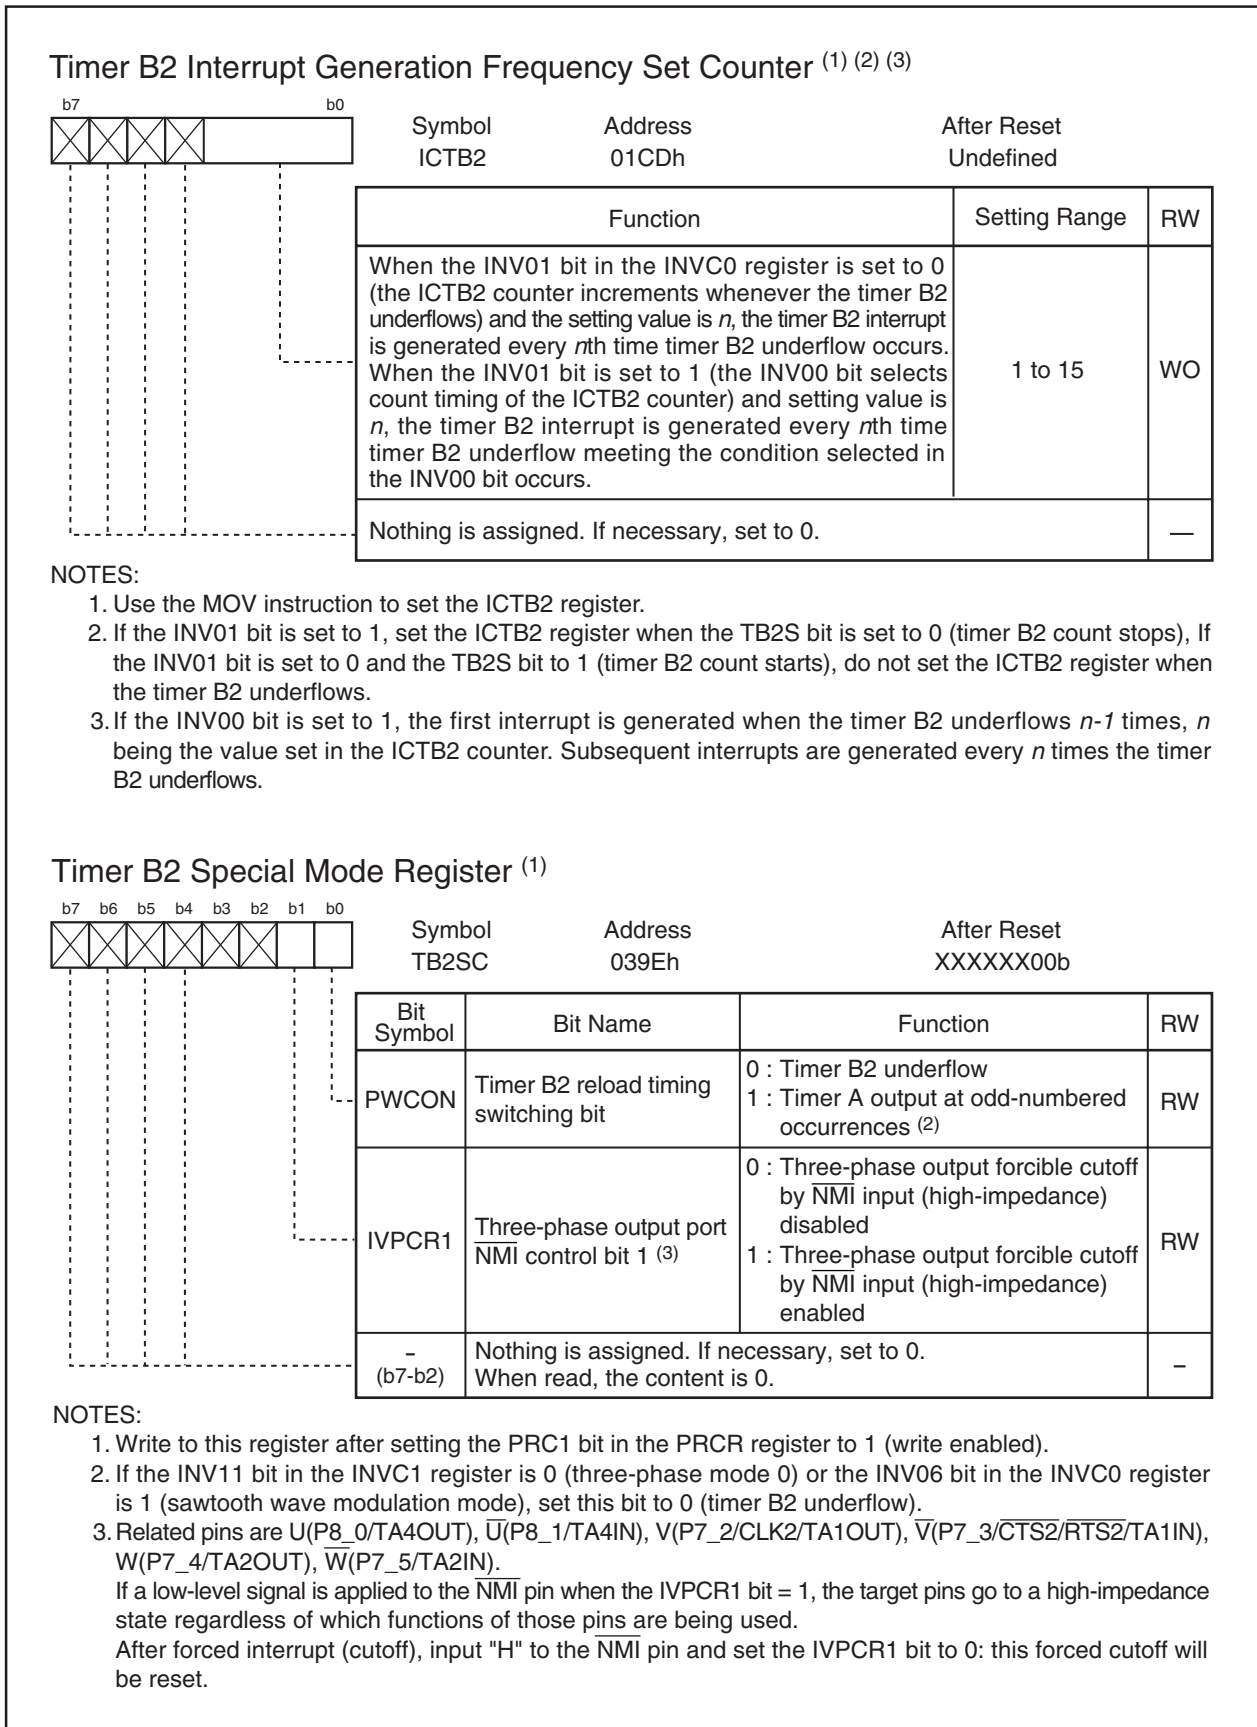 Timer B2 Interrupt Generation Frequency Set Counter (1) (2) (3)
b7 b0
Symbol Address After Reset
ICTB2 01CDh Undefined
Function Setting Range RW
When the INV01 bit in the INVC0 register is set to 0
(the ICTB2 counter increments whenever the timer B2
underflows) and the setting value is n, the timer B2 interrupt
is generated every nth time timer B2 underflow occurs.
When the INV01 bit is set to 1 (the INV00 bit selects
count timing of the ICTB2 counter) and setting value is
n, the timer B2 interrupt is generated every nth time
timer B2 underflow meeting the condition selected in
the INV00 bit occurs.
1 to 15 WO
Nothing is assigned. If necessary, set to 0. —
NOTES:
1. Use the MOV instruction to set the ICTB2 register.
2. If the INV01 bit is set to 1, set the ICTB2 register when the TB2S bit is set to 0 (timer B2 count stops), If
the INV01 bit is set to 0 and the TB2S bit to 1 (timer B2 count starts), do not set the ICTB2 register when
the timer B2 underflows.
3. If the INV00 bit is set to 1, the first interrupt is generated when the timer B2 underflows n-1 times, n
being the value set in the ICTB2 counter. Subsequent interrupts are generated every n times the timer
B2 underflows.
Timer B2 Special Mode Register (1)
b7 b6 b5 b4 b3 b2 b1 b0
Symbol Address After Reset
TB2SC 039Eh XXXXXX00b
Bit
Symbol
Bit Name Function RW
PWCON
Timer B2 reload timing
switching bit
0 : Timer B2 underflow
1 : Timer A output at odd-numbered
occurrences (2)
RW
IVPCR1
Three-phase output port
N̅M̅I̅ control bit 1 (3)
0 : Three-phase output forcible cutoff
by N̅M̅I̅ input (high-impedance)
disabled
1 : Three-phase output forcible cutoff
by N̅M̅I̅ input (high-impedance)
enabled
RW
–
(b7-b2)
Nothing is assigned. If necessary, set to 0.
When read, the content is 0.
–
NOTES:
1. Write to this register after setting the PRC1 bit in the PRCR register to 1 (write enabled).
2. If the INV11 bit in the INVC1 register is 0 (three-phase mode 0) or the INV06 bit in the INVC0 register
is 1 (sawtooth wave modulation mode), set this bit to 0 (timer B2 underflow).
3. Related pins are U(P8_0/TA4OUT), U̅(P8_1/TA4IN), V(P7_2/CLK2/TA1OUT), V̅(P7_3/C̅T̅S̅2̅/R̅T̅S̅2̅/TA1IN),
W(P7_4/TA2OUT), W̅(P7_5/TA2IN).
If a low-level signal is applied to the N̅M̅I̅ pin when the IVPCR1 bit = 1, the target pins go to a high-impedance
state regardless of which functions of those pins are being used.
After forced interrupt (cutoff), input "H" to the N̅M̅I̅ pin and set the IVPCR1 bit to 0: this forced cutoff will
be reset.